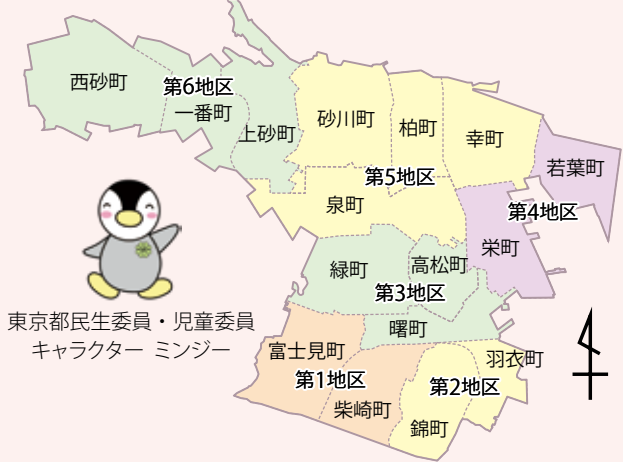 西砂町
第6地区
一番町
上砂町
砂川町
柏町
幸町
若葉町
第5地区
泉町
第4地区
栄町
緑町
高松町
第3地区
曙町
富士見町
第1地区
柴崎町
羽衣町
第2地区
錦町
東京都民生委員・児童委員
キャラクター ミンジー